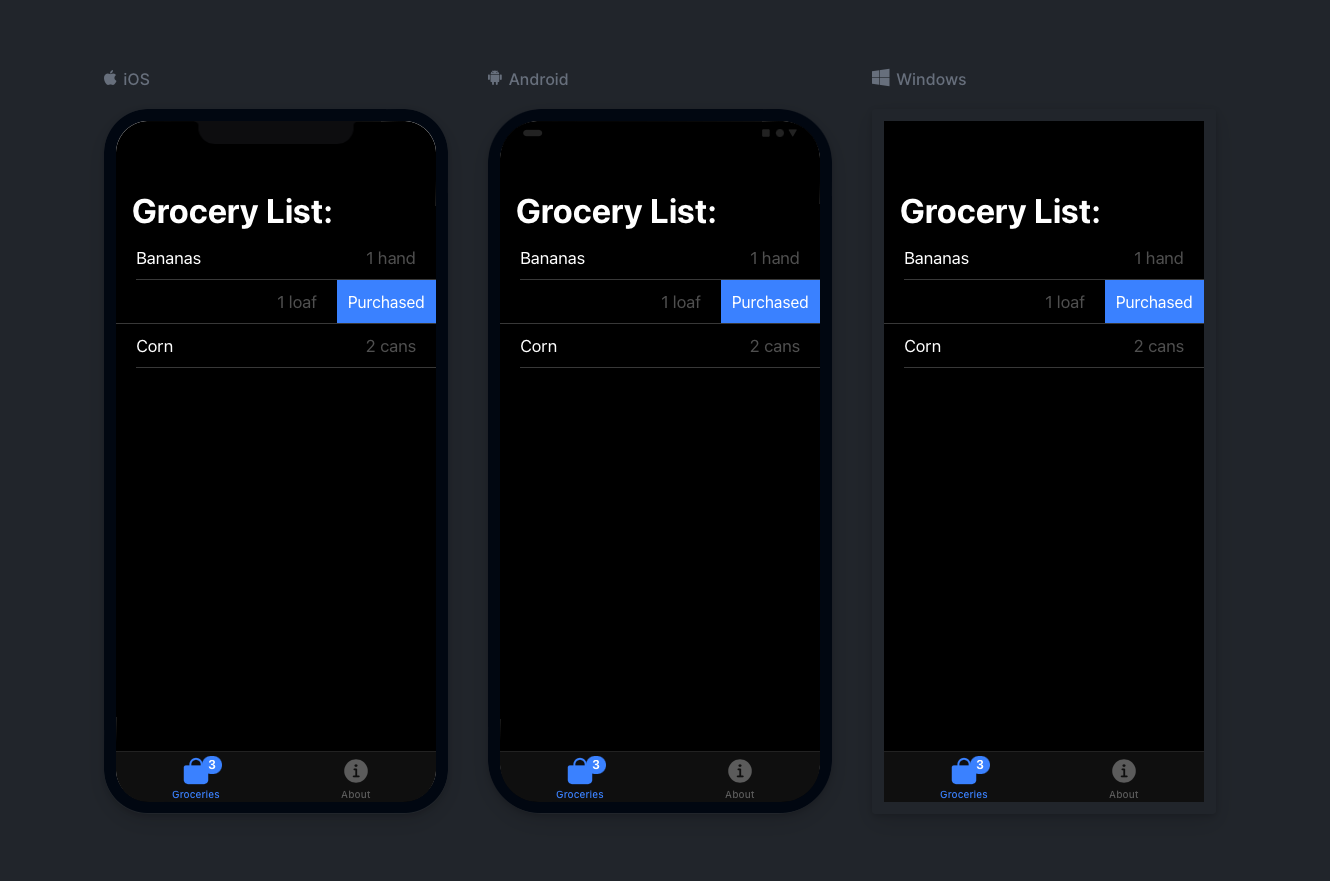 iOS
Grocery List:
Bananas 1 hand
1 loaf Purchased
Corn 2 cans
3
Groceries About
Android
Grocery List:
Bananas 1 hand
1 loaf Purchased
Corn 2 cans
3
Groceries About
Windows
Grocery List:
Bananas 1 hand
1 loaf Purchased
Corn 2 cans
3
Groceries About